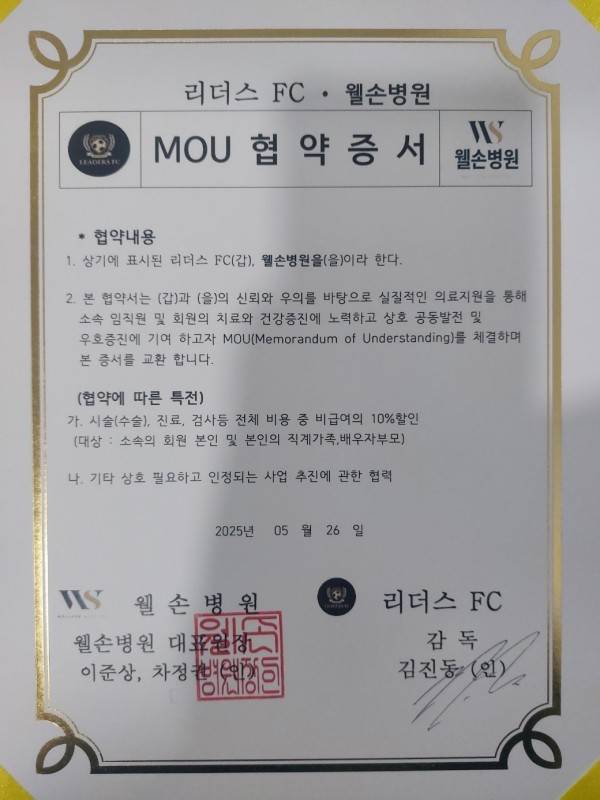 리더스 FC · 웰손병원
LEADERS FC
MOU 협 약 증 서
WS
웰손병원
* 협약내용
1. 상기에 표시된 리더스 FC(갑), 웰손병원을(을)이라 한다.
2. 본 협약서는 (갑)과 (을)의 신뢰와 우의를 바탕으로 실질적인 의료지원을 통해
소속 임직원 및 회원의 치료와 건강증진에 노력하고 상호 공동발전 및
우호증진에 기여 하고자 MOU(Memorandum of Understanding)를 체결하며
본 증서를 교환 합니다.
(협약에 따른 특전)
가. 시술(수술), 진료, 검사등 전체 비용 중 비급여의 10%할인
(대상 : 소속의 회원 본인 및 본인의 직계가족,배우자부모)
나. 기타 상호 필요하고 인정되는 사업 추진에 관한 협력
2025년 05 월 26 일
WS 웰 손 병 원
웰손병원 대표원장
이준상, 차정권 (인)
리더스 FC
감 독
김진동 (인)